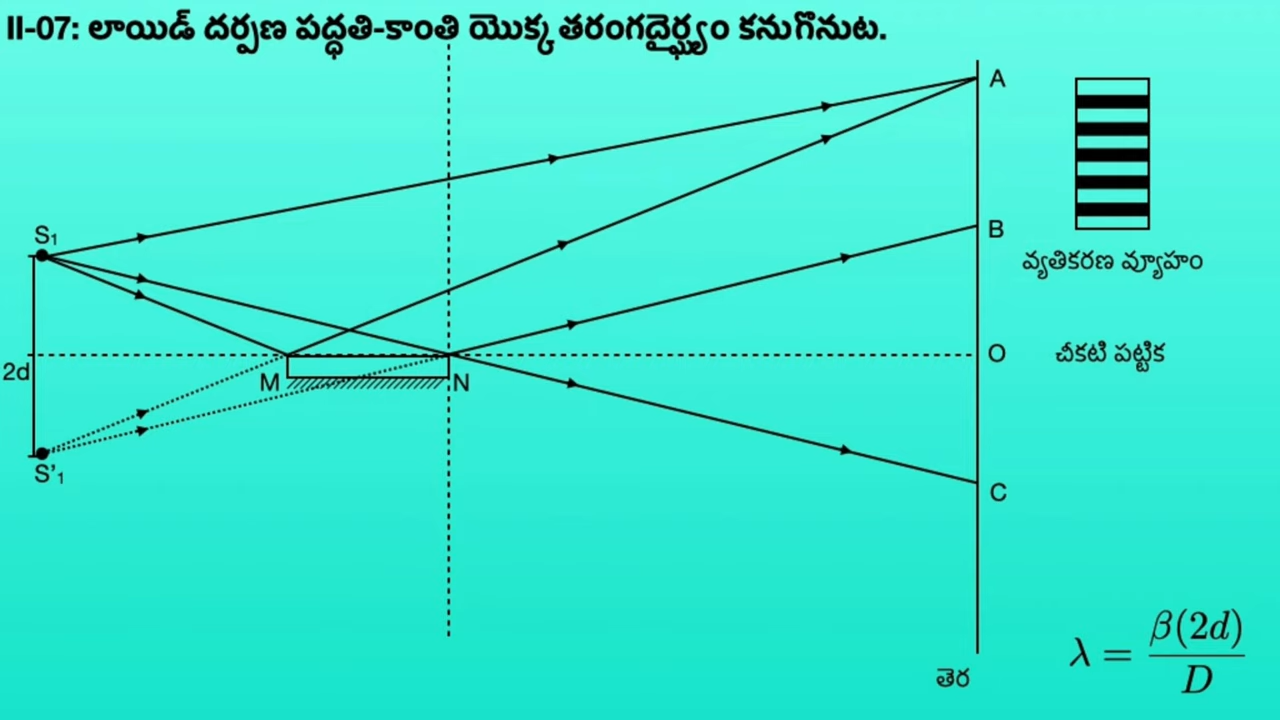 II-07: లాయిడ్ దర్పణ పద్ధతి-కాంతి యొక్క తరంగదైర్ఘ్యం కనుగొనుట.
A
S₁
B
వ్యతికరణ వ్యూహం
O
చీకటి పట్టిక
2d
M
N
S'₁
C
λ = β(2d) / D
తెర